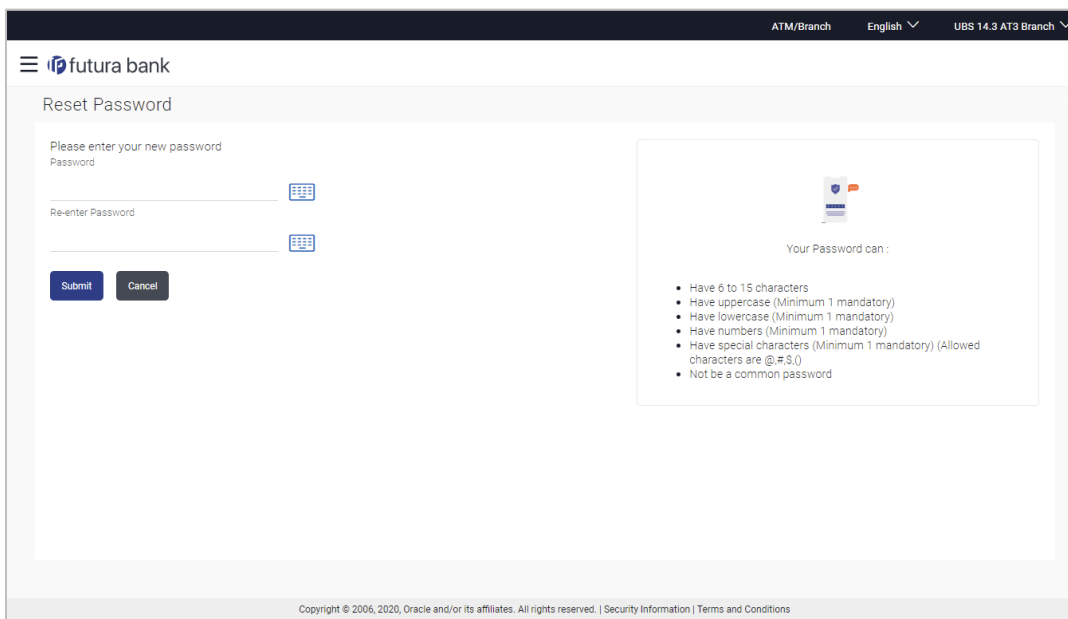 ATM/Branch English UBS 14.3 AT3 Branch
futura bank
Reset Password
Please enter your new password
Password
Re-enter Password
Submit Cancel
Your Password can :
Have 6 to 15 characters
Have uppercase (Minimum 1 mandatory)
Have lowercase (Minimum 1 mandatory)
Have numbers (Minimum 1 mandatory)
Have special characters (Minimum 1 mandatory) (Allowed
characters are @,#,$,()
Not be a common password
Copyright © 2006, 2020, Oracle and/or its affiliates. All rights reserved. | Security Information | Terms and Conditions